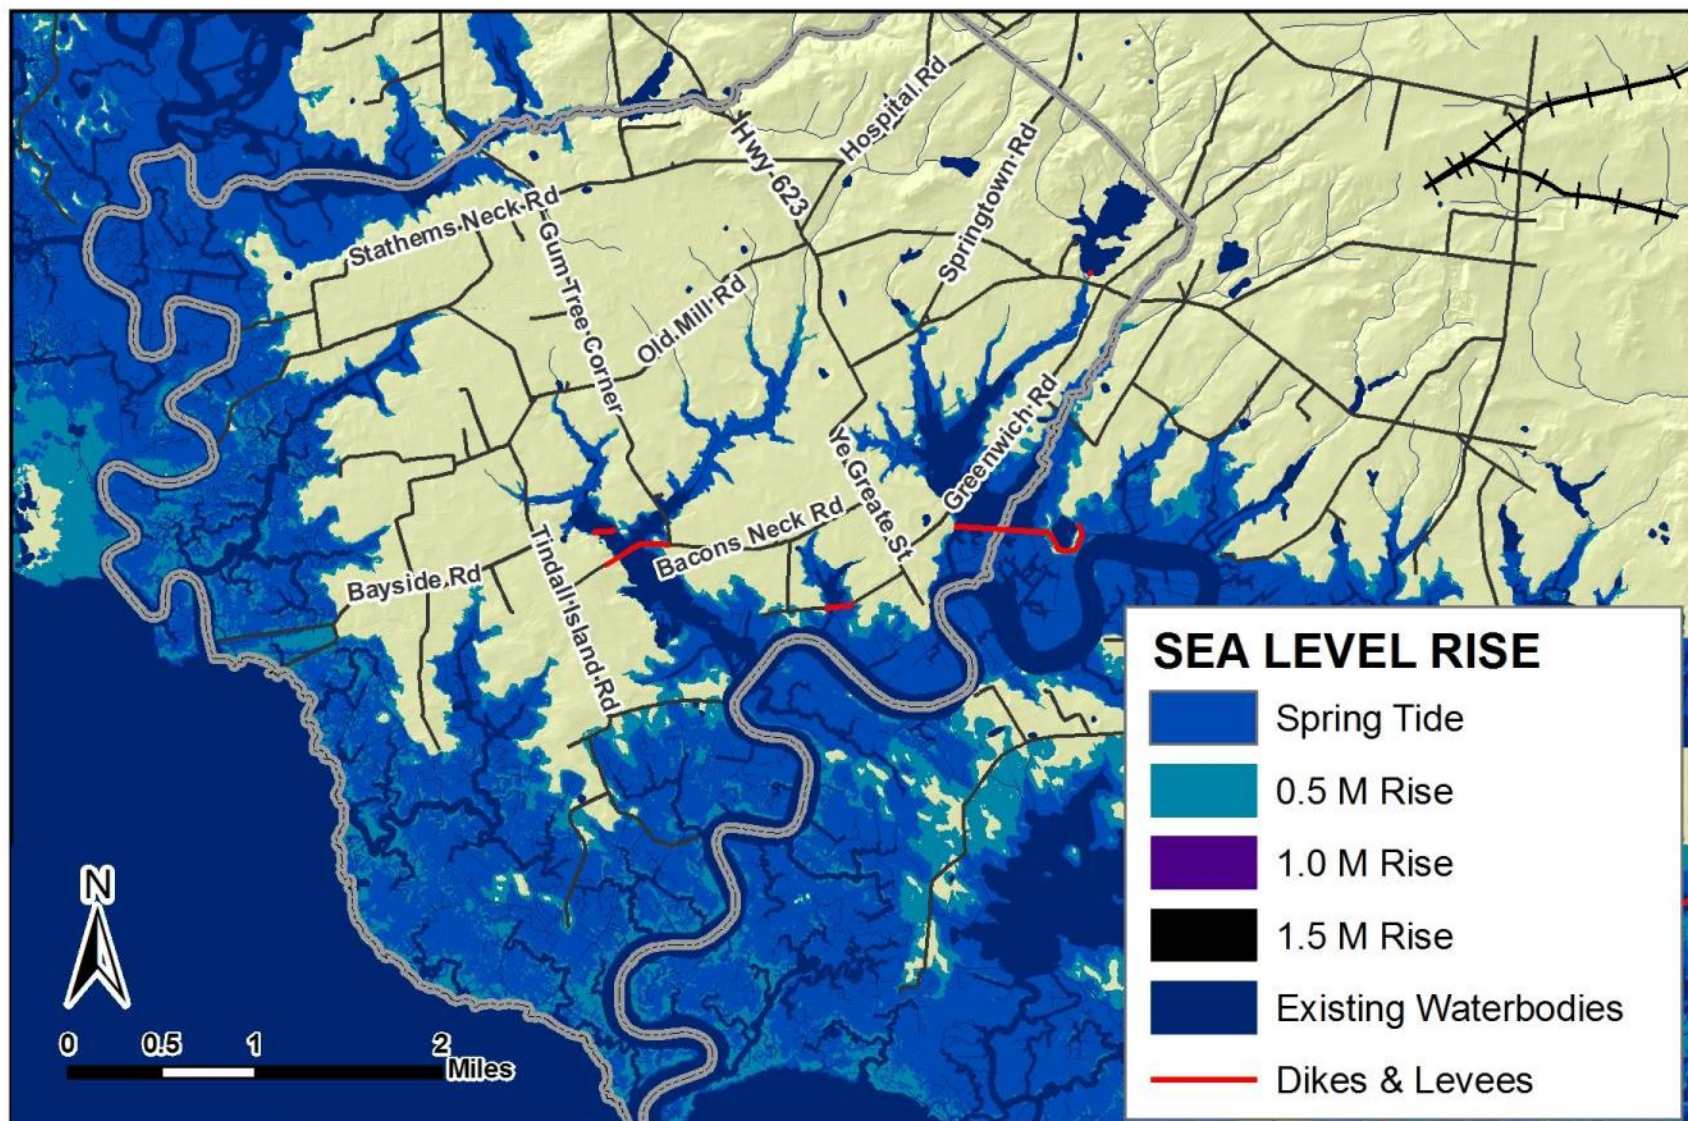 Hospital Rd
Hwy 623
Springtown Rd
Stathems Neck Rd
Gum Tree Corner
Old Mill Rd
Greenwich Rd
Ye Greate St
Bacons Neck Rd
Tindall Island Rd
Bayside Rd
SEA LEVEL RISE
Spring Tide
0.5 M Rise
1.0 M Rise
1.5 M Rise
Existing Waterbodies
Dikes & Levees
N
0 0.5 1 2
Miles